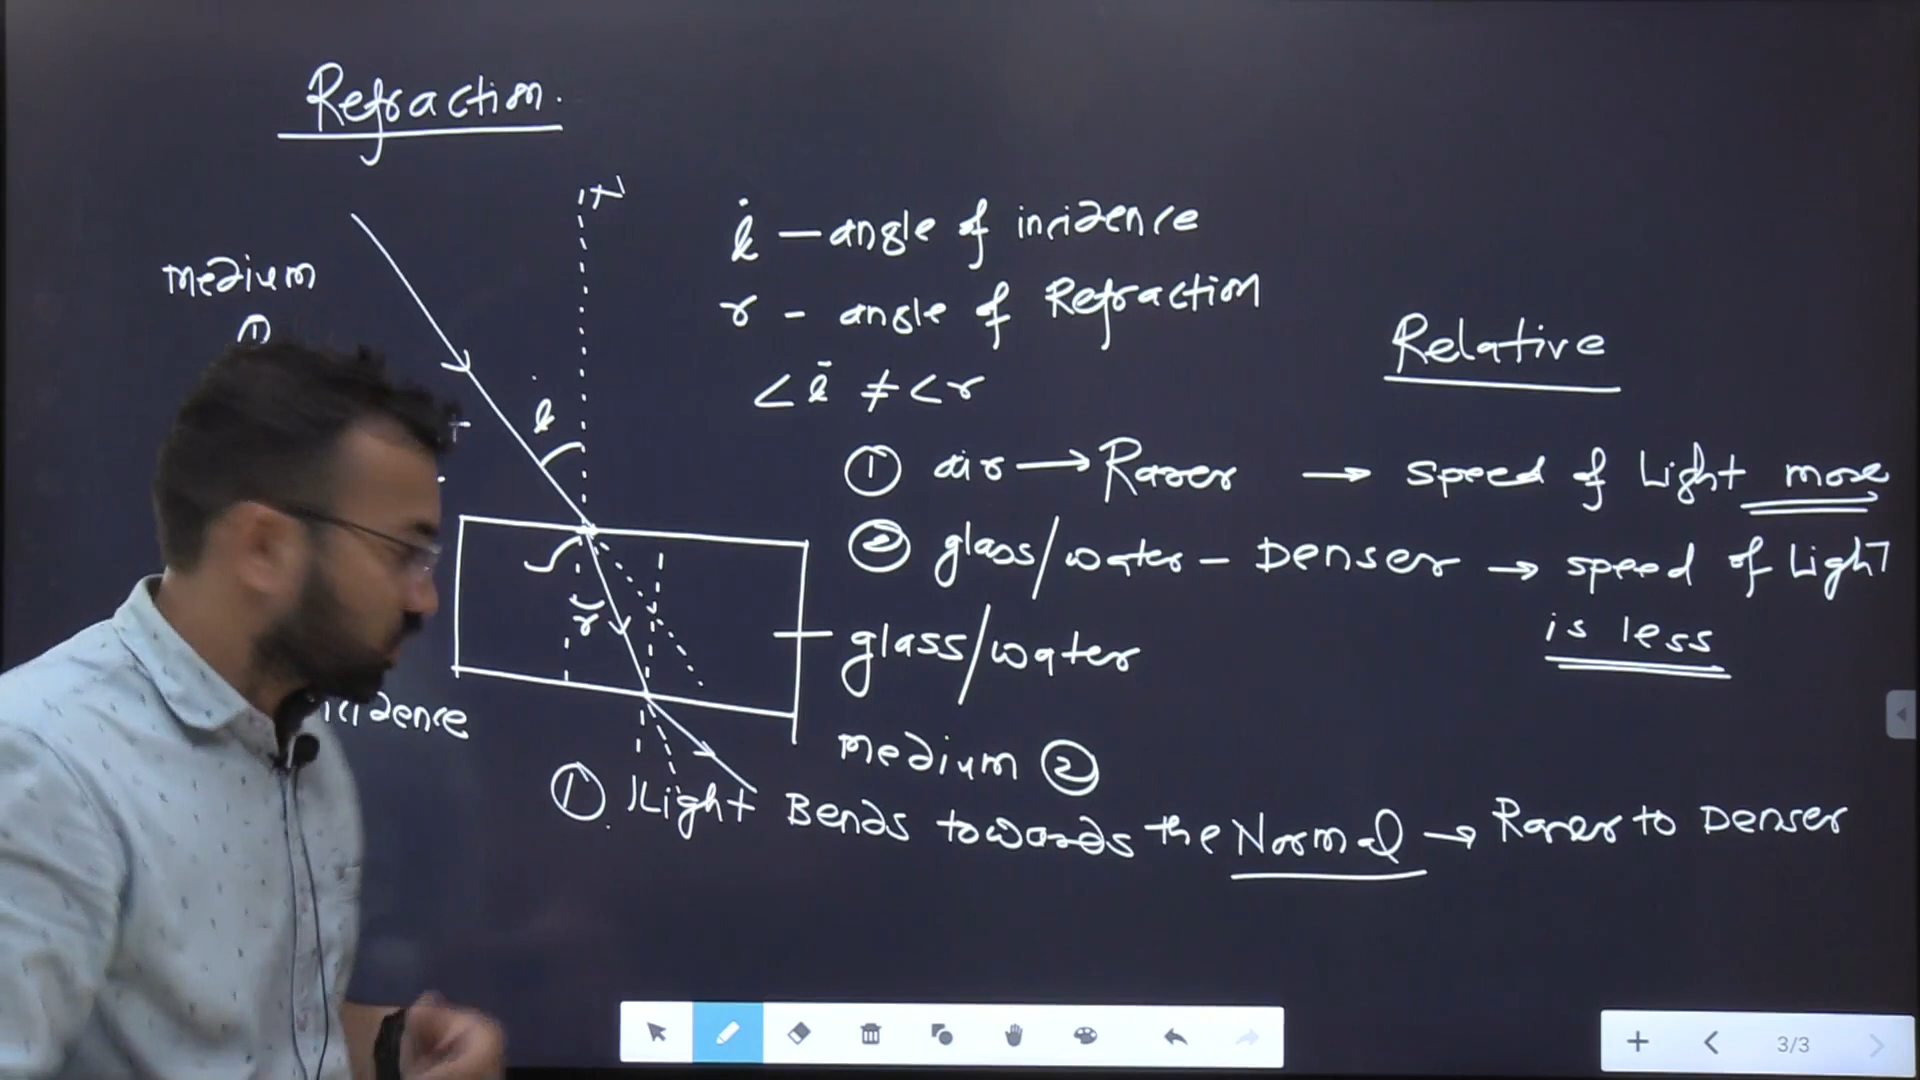 Refraction.
N
i - angle of incidence
medium
①
r - angle of Refraction
Relative
i
<i ≠ <r
① air → Rarer → speed of Light more
② glass/water - Denser → speed of Light
is less
r
glass/water
medium ②
① Light Bends towards the Normal → Rarer to Denser
3/3